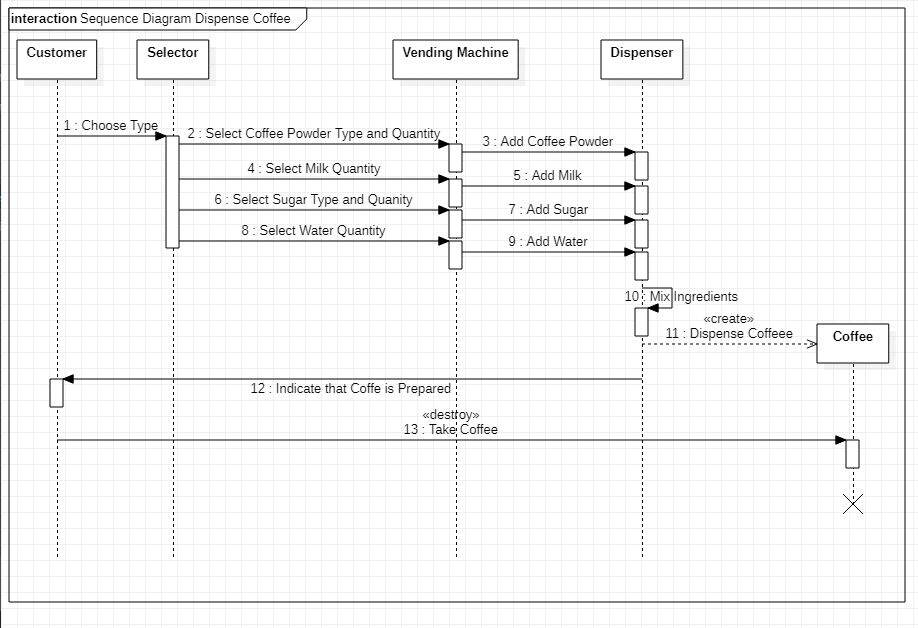 interaction Sequence Diagram Dispense Coffee
Customer
Selector
Vending Machine
Dispenser
1 : Choose Type
2 : Select Coffee Powder Type and Quantity
3 : Add Coffee Powder
4 : Select Milk Quantity
5 : Add Milk
6 : Select Sugar Type and Quanity
7 : Add Sugar
8 : Select Water Quantity
9 : Add Water
10 : Mix Ingredients
«create»
11 : Dispense Coffeee
Coffee
12 : Indicate that Coffe is Prepared
«destroy»
13 : Take Coffee